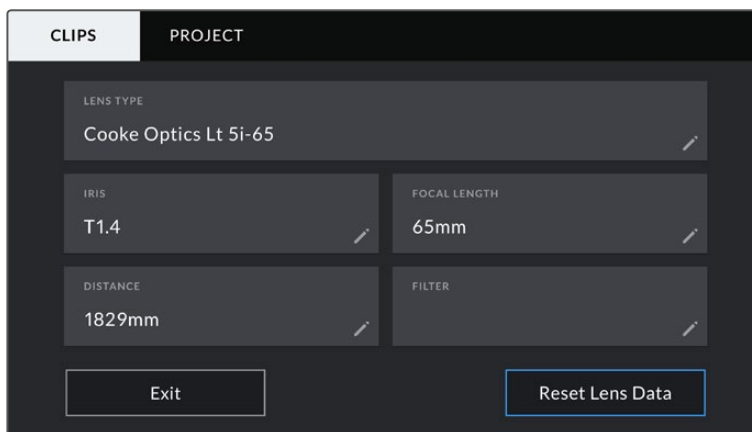 CLIPS
PROJECT
LENS TYPE
Cooke Optics Lt 5i-65
IRIS
FOCAL LENGTH
T1.4
65mm
DISTANCE
FILTER
1829mm
Exit
Reset Lens Data